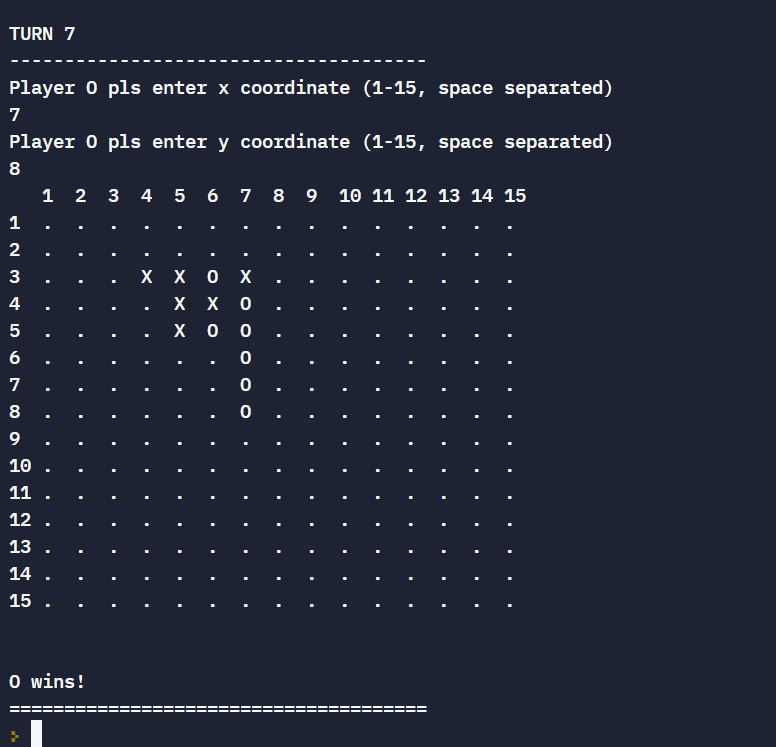 TURN 7
--------------------------------------
Player O pls enter x coordinate (1-15, space separated)
7
Player O pls enter y coordinate (1-15, space separated)
8
   1  2  3  4  5  6  7  8  9  10 11 12 13 14 15
1  .  .  .  .  .  .  .  .  .  .  .  .  .  .  .
2  .  .  .  .  .  .  .  .  .  .  .  .  .  .  .
3  .  .  .  X  X  O  X  .  .  .  .  .  .  .  .
4  .  .  .  .  X  X  O  .  .  .  .  .  .  .  .
5  .  .  .  .  X  O  O  .  .  .  .  .  .  .  .
6  .  .  .  .  .  .  O  .  .  .  .  .  .  .  .
7  .  .  .  .  .  .  O  .  .  .  .  .  .  .  .
8  .  .  .  .  .  .  O  .  .  .  .  .  .  .  .
9  .  .  .  .  .  .  .  .  .  .  .  .  .  .  .
10 .  .  .  .  .  .  .  .  .  .  .  .  .  .  .
11 .  .  .  .  .  .  .  .  .  .  .  .  .  .  .
12 .  .  .  .  .  .  .  .  .  .  .  .  .  .  .
13 .  .  .  .  .  .  .  .  .  .  .  .  .  .  .
14 .  .  .  .  .  .  .  .  .  .  .  .  .  .  .
15 .  .  .  .  .  .  .  .  .  .  .  .  .  .  .
O wins!
======================================
>